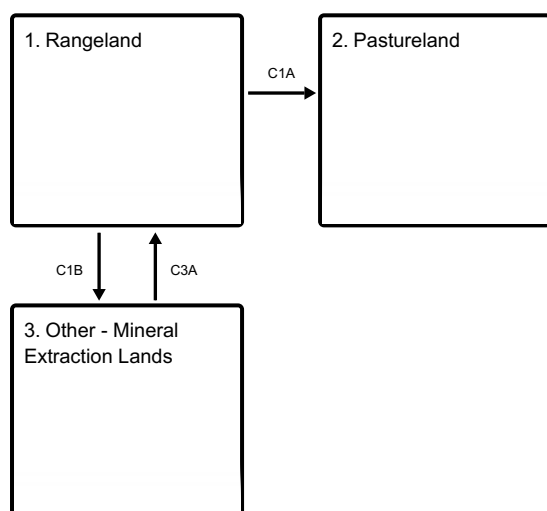 1. Rangeland
2. Pastureland
C1A
C1B
C3A
3. Other - Mineral
Extraction Lands